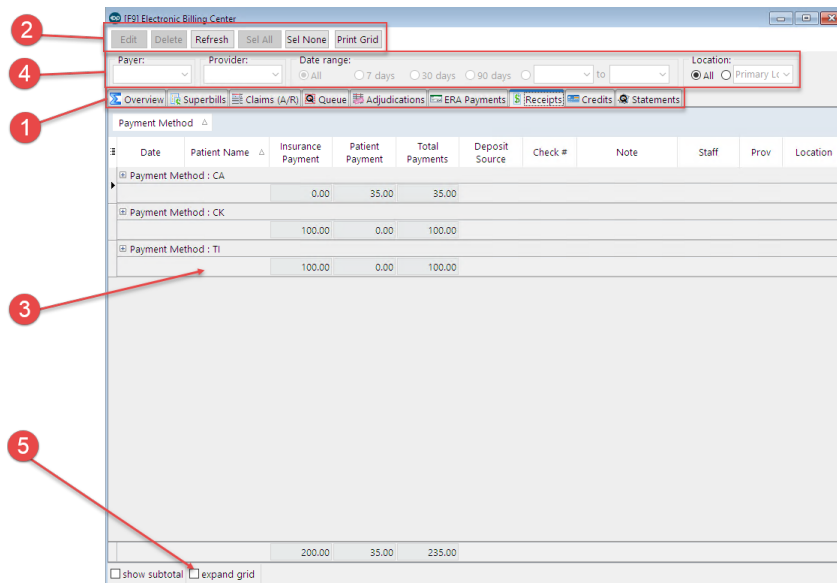 [F9] Electronic Billing Center
2
Edit Delete Refresh Sel All Sel None Print Grid
4
Payer: Provider: Date range: Location:
All 7 days 30 days 90 days to All Primary Lc
1
Overview Superbills Claims (A/R) Queue Adjudications ERA Payments Receipts Credits Statements
Payment Method
Date Patient Name Insurance Payment Patient Payment Total Payments Deposit Source Check # Note Staff Prov Location
Payment Method : CA
0.00 35.00 35.00
Payment Method : CK
100.00 0.00 100.00
Payment Method : TI
100.00 0.00 100.00
3
5
200.00 35.00 235.00
show subtotal expand grid